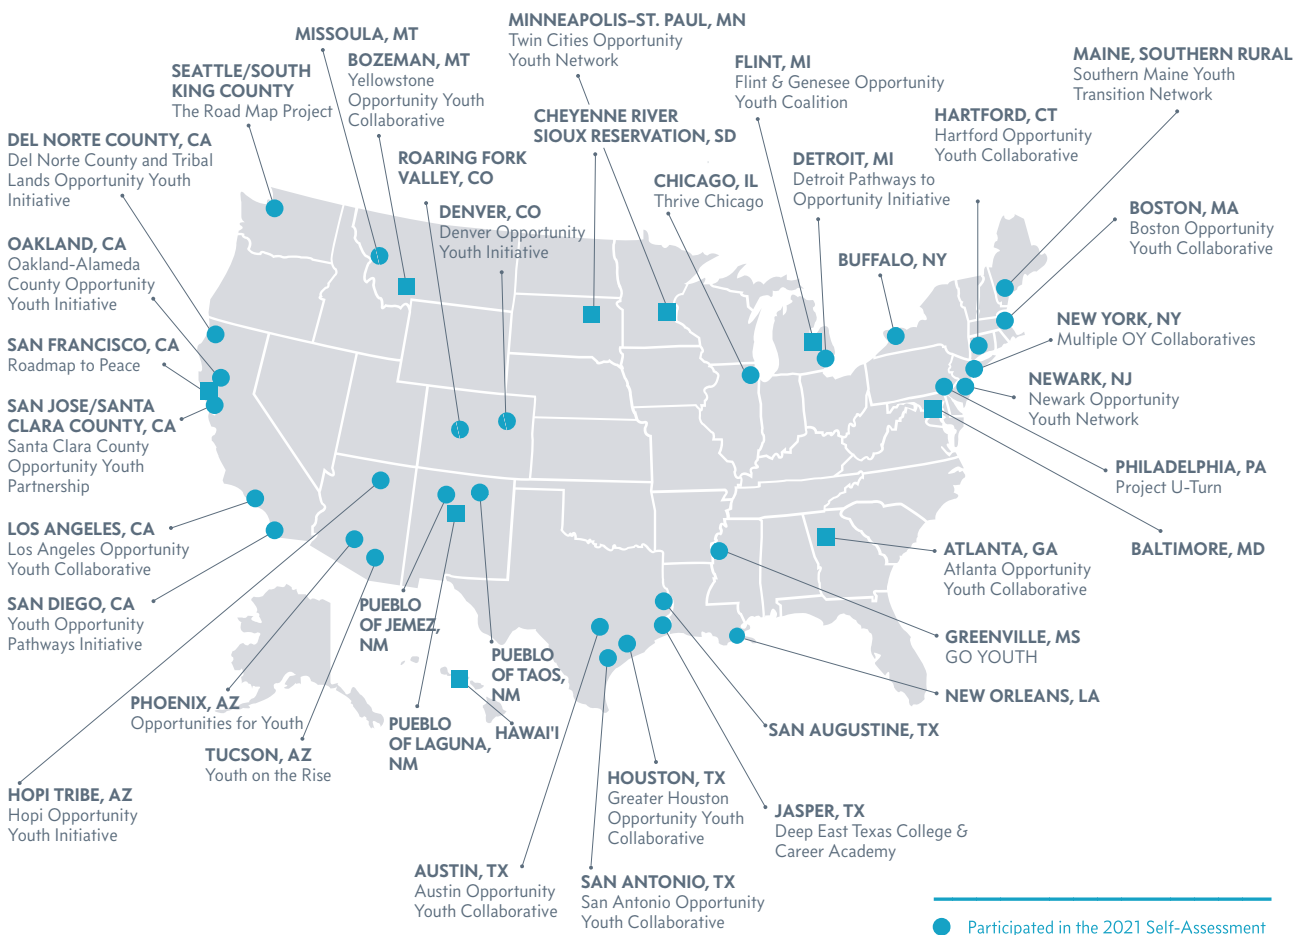 MISSOULA, MT
MINNEAPOLIS–ST. PAUL, MN
Twin Cities Opportunity
Youth Network
BOZEMAN, MT
Yellowstone
Opportunity Youth
Collaborative
SEATTLE/SOUTH
KING COUNTY
The Road Map Project
FLINT, MI
Flint & Genesee Opportunity
Youth Coalition
MAINE, SOUTHERN RURAL
Southern Maine Youth
Transition Network
CHEYENNE RIVER
SIOUX RESERVATION, SD
HARTFORD, CT
Hartford Opportunity
Youth Collaborative
DEL NORTE COUNTY, CA
Del Norte County and Tribal
Lands Opportunity Youth
Initiative
ROARING FORK
VALLEY, CO
DETROIT, MI
Detroit Pathways to
Opportunity Initiative
CHICAGO, IL
Thrive Chicago
DENVER, CO
Denver Opportunity
Youth Initiative
BOSTON, MA
Boston Opportunity
Youth Collaborative
OAKLAND, CA
Oakland-Alameda
County Opportunity
Youth Initiative
BUFFALO, NY
NEW YORK, NY
Multiple OY Collaboratives
SAN FRANCISCO, CA
Roadmap to Peace
NEWARK, NJ
Newark Opportunity
Youth Network
SAN JOSE/SANTA
CLARA COUNTY, CA
Santa Clara County
Opportunity Youth
Partnership
PHILADELPHIA, PA
Project U-Turn
LOS ANGELES, CA
Los Angeles Opportunity
Youth Collaborative
BALTIMORE, MD
ATLANTA, GA
Atlanta Opportunity
Youth Collaborative
SAN DIEGO, CA
Youth Opportunity
Pathways Initiative
PUEBLO
OF JEMEZ,
NM
GREENVILLE, MS
GO YOUTH
PUEBLO
OF TAOS,
NM
NEW ORLEANS, LA
PHOENIX, AZ
Opportunities for Youth
PUEBLO
OF LAGUNA,
NM
HAWAI'I
SAN AUGUSTINE, TX
TUCSON, AZ
Youth on the Rise
HOUSTON, TX
Greater Houston
Opportunity Youth
Collaborative
HOPI TRIBE, AZ
Hopi Opportunity
Youth Initiative
JASPER, TX
Deep East Texas College &
Career Academy
AUSTIN, TX
Austin Opportunity
Youth Collaborative
SAN ANTONIO, TX
San Antonio Opportunity
Youth Collaborative
Participated in the 2021 Self-Assessment